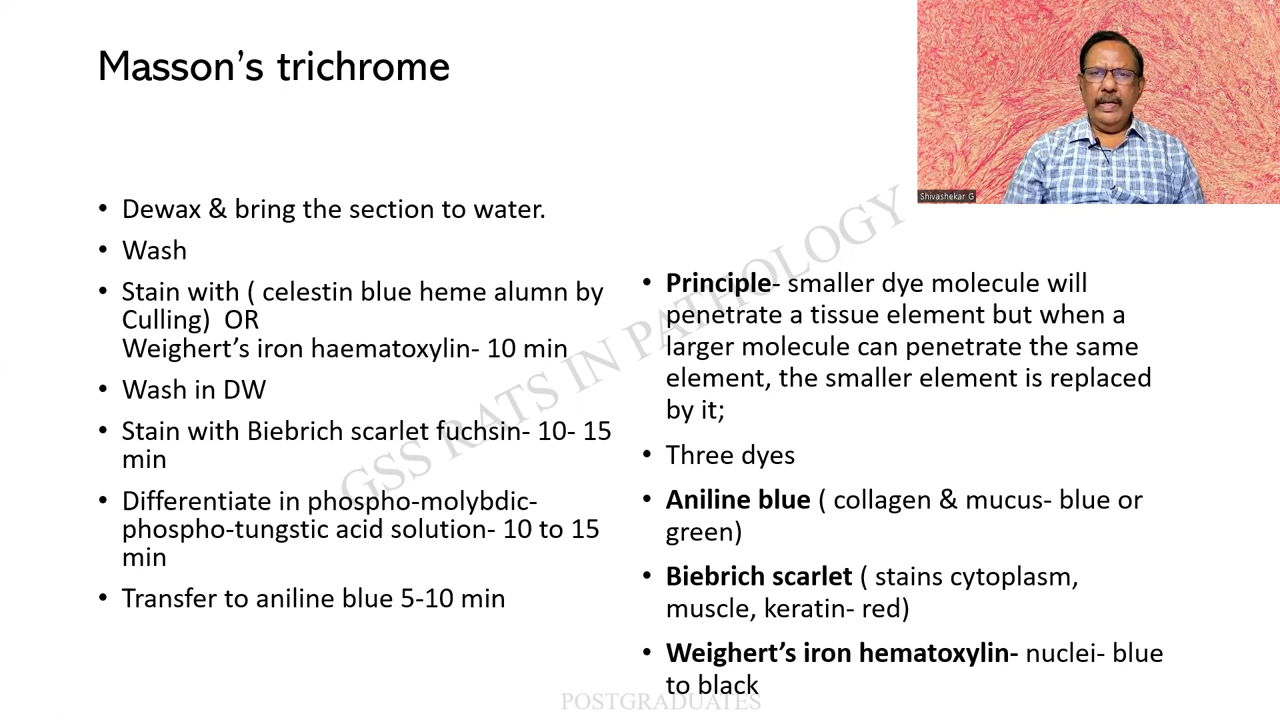 Masson's trichrome
Shivashekar G
• Dewax & bring the section to water.
• Wash
• Stain with ( celestin blue heme alumn by
Culling)  OR
Weighert's iron haematoxylin- 10 min
• Wash in DW
• Stain with Biebrich scarlet fuchsin- 10- 15
min
• Differentiate in phospho-molybdic-
phospho-tungstic acid solution- 10 to 15
min
• Transfer to aniline blue 5-10 min
• Principle- smaller dye molecule will
penetrate a tissue element but when a
larger molecule can penetrate the same
element, the smaller element is replaced
by it;
• Three dyes
• Aniline blue ( collagen & mucus- blue or
green)
• Biebrich scarlet ( stains cytoplasm,
muscle, keratin- red)
• Weighert's iron hematoxylin- nuclei- blue
to black
GSS RATS IN PATHOLOGY
POSTGRADUATES